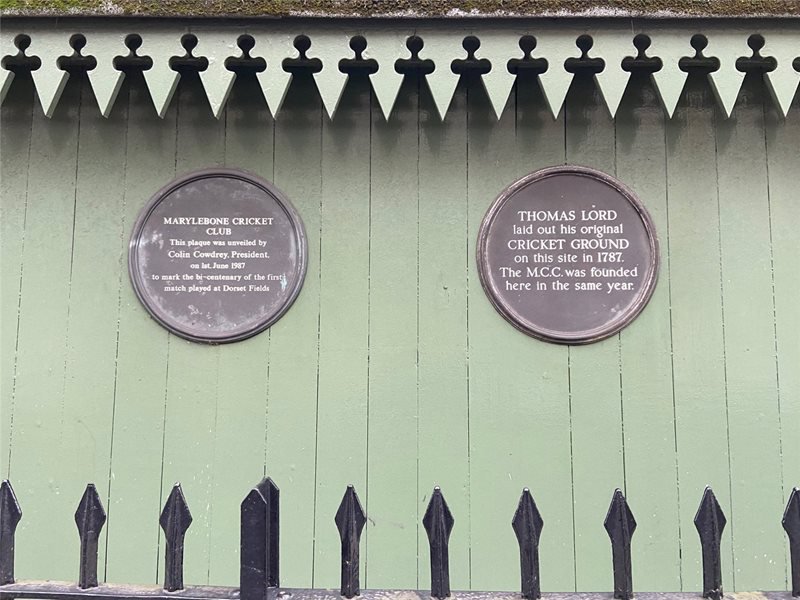 MARYLEBONE CRICKET
CLUB
This plaque was unveiled by
Colin Cowdrey, President,
on 1st. June 1987
to mark the bi-centenary of the first
match played at Dorset Fields
THOMAS LORD
laid out his original
CRICKET GROUND
on this site in 1787.
The M.C.C. was founded
here in the same year.